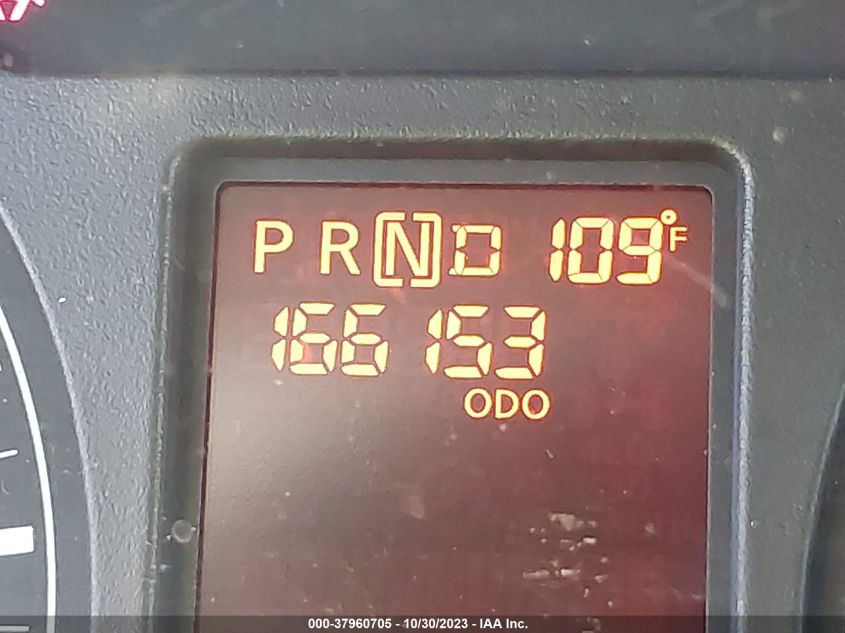 P R [N] D 109°F
166 153
ODO
000-37960705 - 10/30/2023 - IAA Inc.